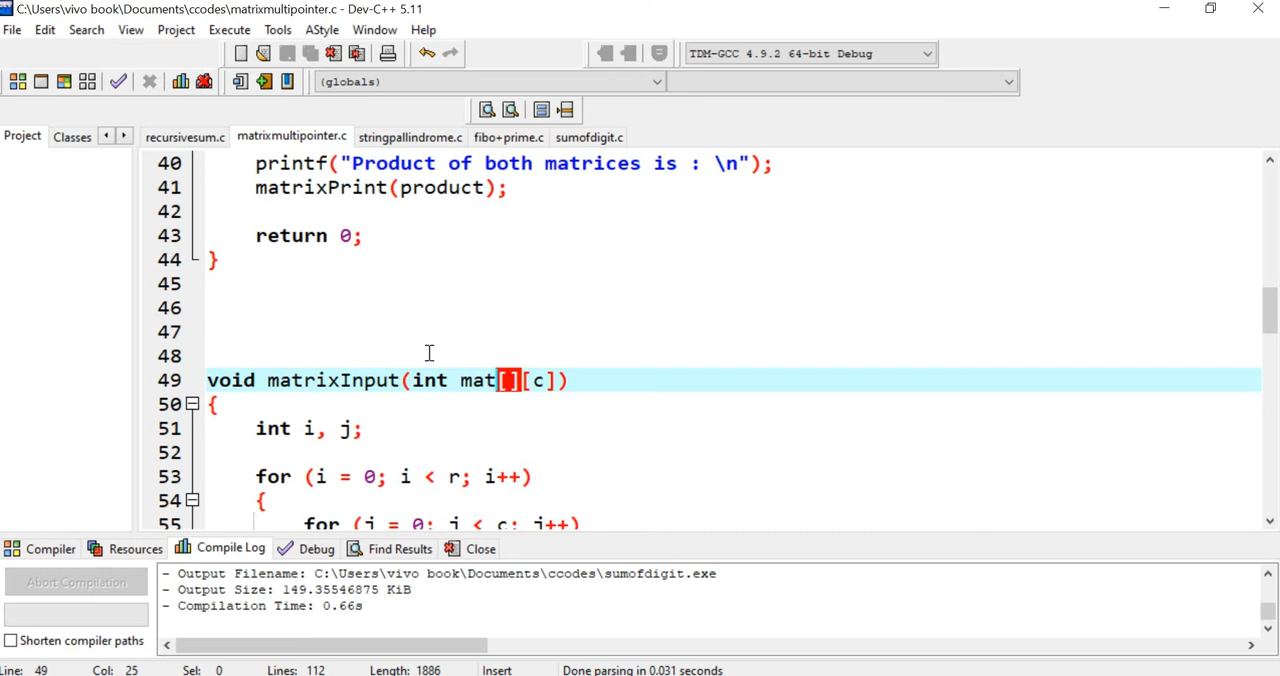 C:\Users\vivo book\Documents\ccodes\matrixmultipointer.c - Dev-C++ 5.11
File Edit Search View Project Execute Tools AStyle Window Help
TDM-GCC 4.9.2 64-bit Debug
(globals)
Project Classes recursivesum.c matrixmultipointer.c stringpallindrome.c fibo+prime.c sumofdigit.c
40 printf("Product of both matrices is : \n");
41 matrixPrint(product);
42
43 return 0;
44 }
45
46
47
48
49 void matrixInput(int mat[][c])
50 {
51 int i, j;
52
53 for (i = 0; i < r; i++)
54 {
55 for (j = 0; j < c; j++)
Compiler Resources Compile Log Debug Find Results Close
Abort Compilation
Shorten compiler paths
- Output Filename: C:\Users\vivo book\Documents\ccodes\sumofdigit.exe
- Output Size: 149.35546875 KiB
- Compilation Time: 0.66s
Line: 49 Col: 25 Sel: 0 Lines: 112 Length: 1886 Insert Done parsing in 0.031 seconds